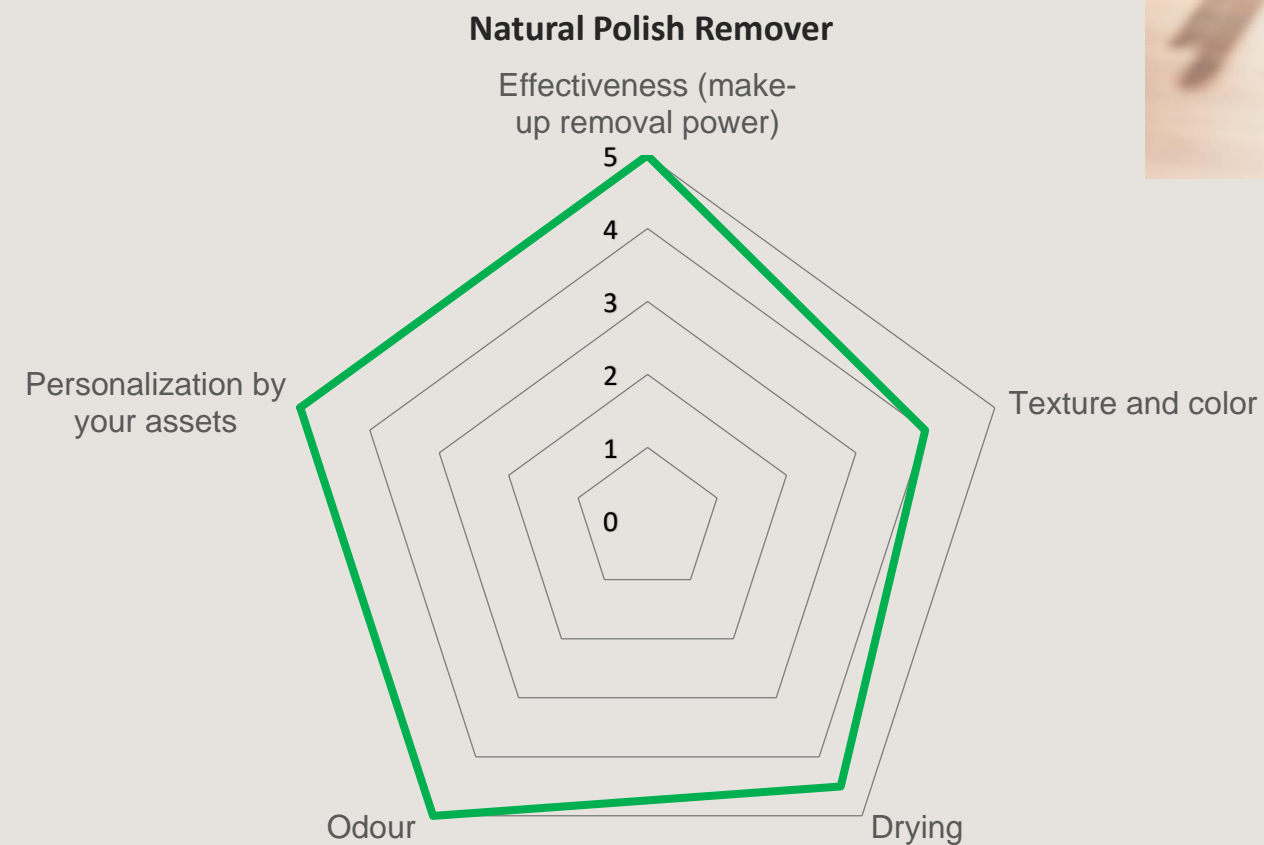 Natural Polish Remover
Effectiveness (make-
up removal power)
5
4
3
2
1
0
Personalization by
your assets
Texture and color
Odour
Drying